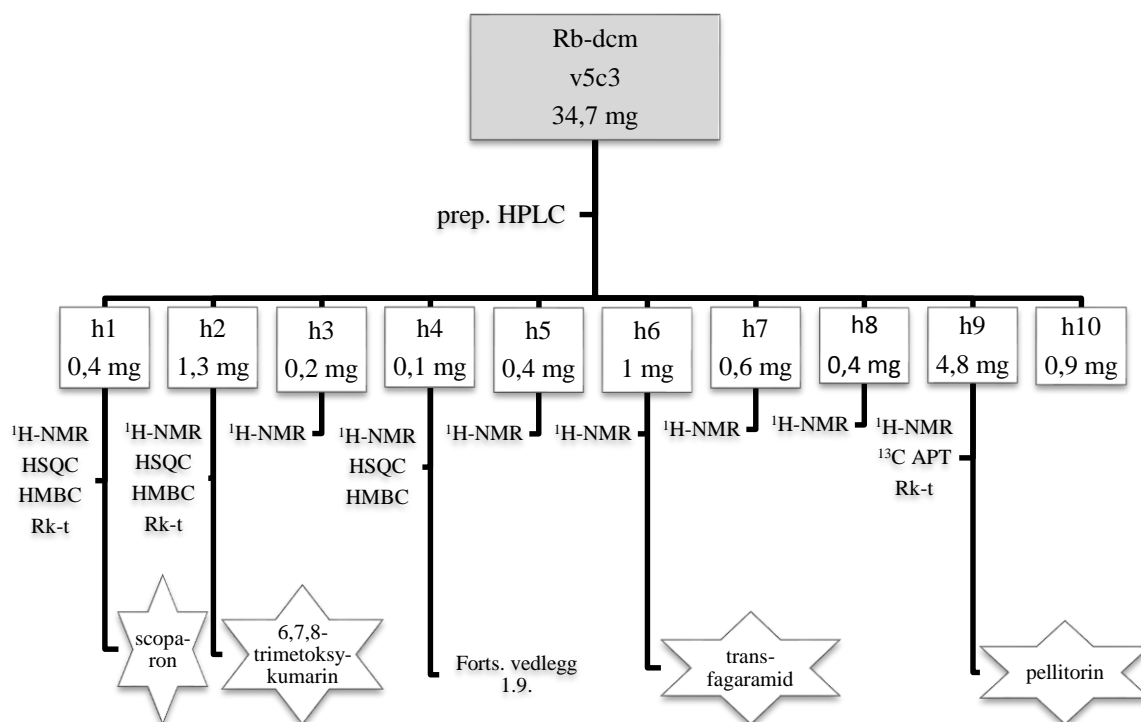 Rb-dcm
v5c3
34,7 mg
prep. HPLC
h1
0,4 mg
h2
1,3 mg
h3
0,2 mg
h4
0,1 mg
h5
0,4 mg
h6
1 mg
h7
0,6 mg
h8
0,4 mg
h9
4,8 mg
h10
0,9 mg
¹H-NMR
HSQC
HMBC
Rk-t
¹H-NMR
HSQC
HMBC
Rk-t
¹H-NMR
¹H-NMR
HSQC
HMBC
¹H-NMR
¹H-NMR
¹H-NMR
¹H-NMR
¹H-NMR
¹³C APT
Rk-t
scopa-
ron
6,7,8-
trimetoksy-
kumarin
Forts. vedlegg
1.9.
trans-
fagaramid
pellitorin